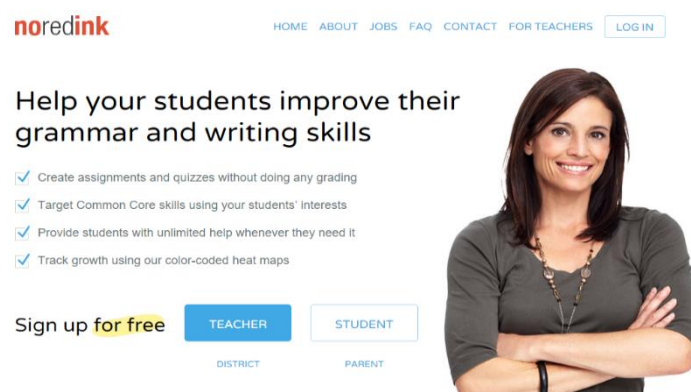 noredink
HOME ABOUT JOBS FAQ CONTACT FOR TEACHERS LOG IN
Help your students improve their
grammar and writing skills
Create assignments and quizzes without doing any grading
Target Common Core skills using your students' interests
Provide students with unlimited help whenever they need it
Track growth using our color-coded heat maps
Sign up for free TEACHER STUDENT
DISTRICT PARENT